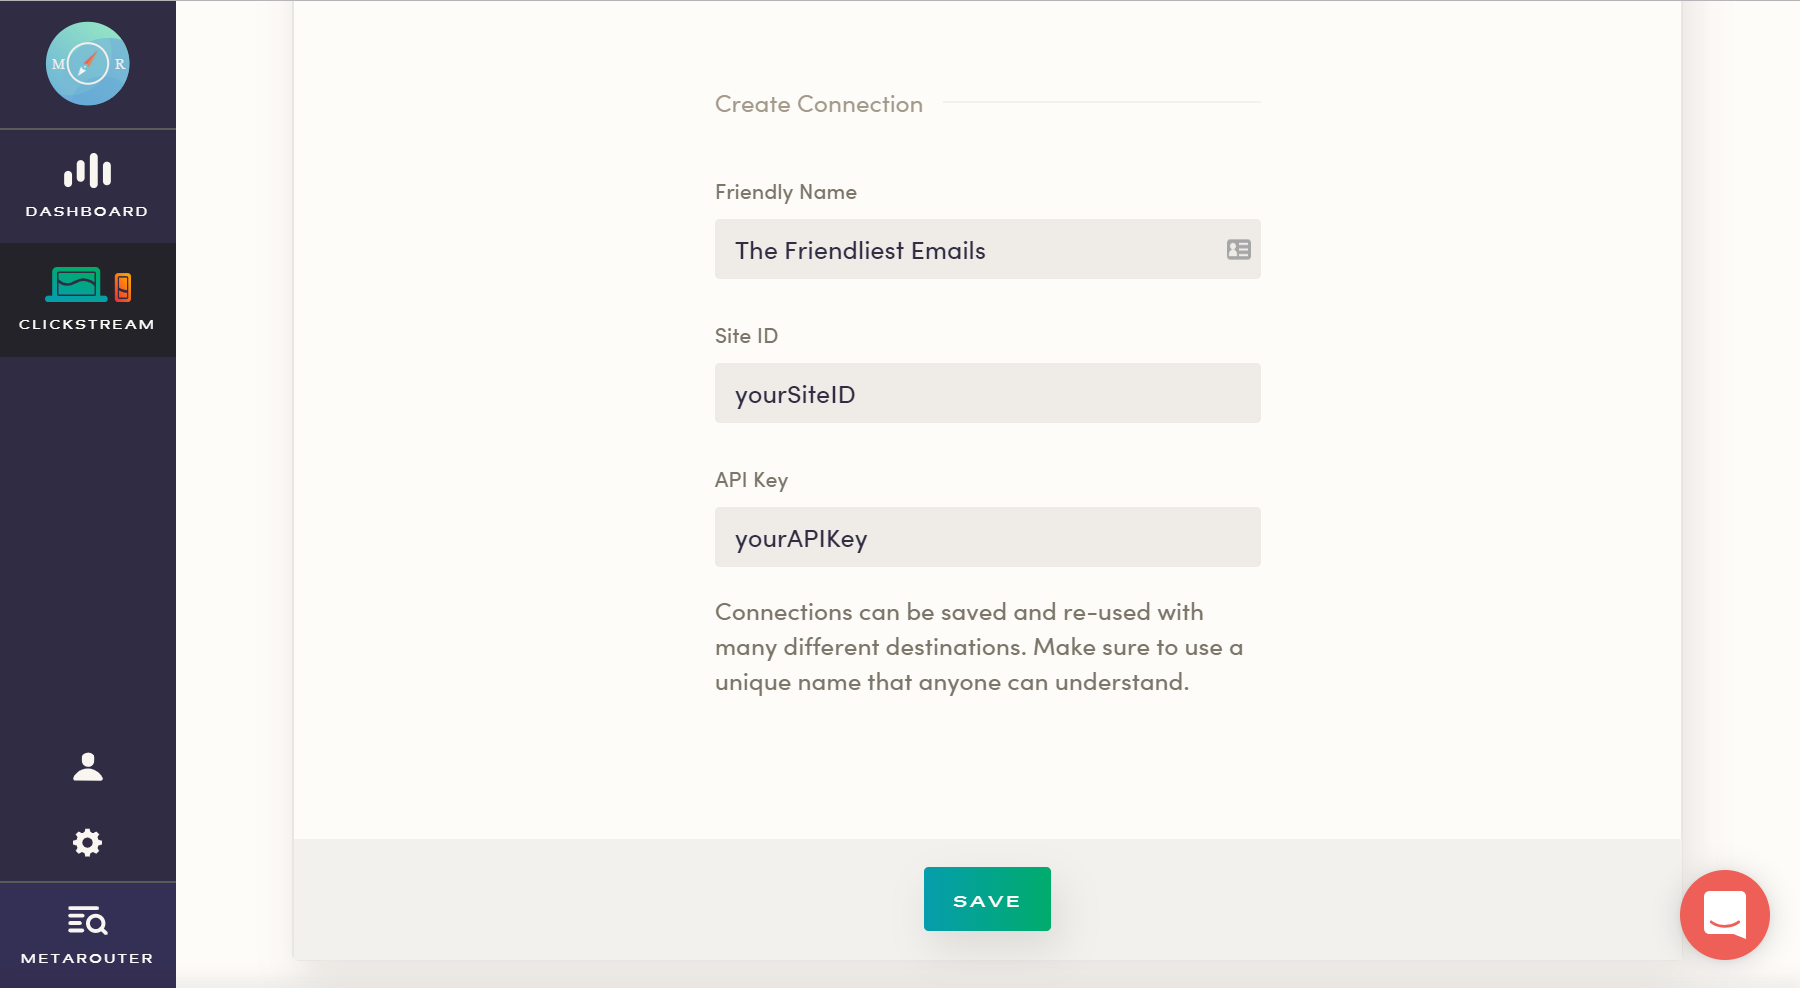 M R
DASHBOARD
CLICKSTREAM
METAROUTER
Create Connection
Friendly Name
The Friendliest Emails
Site ID
yourSiteID
API Key
yourAPIKey
Connections can be saved and re-used with
many different destinations. Make sure to use a
unique name that anyone can understand.
SAVE